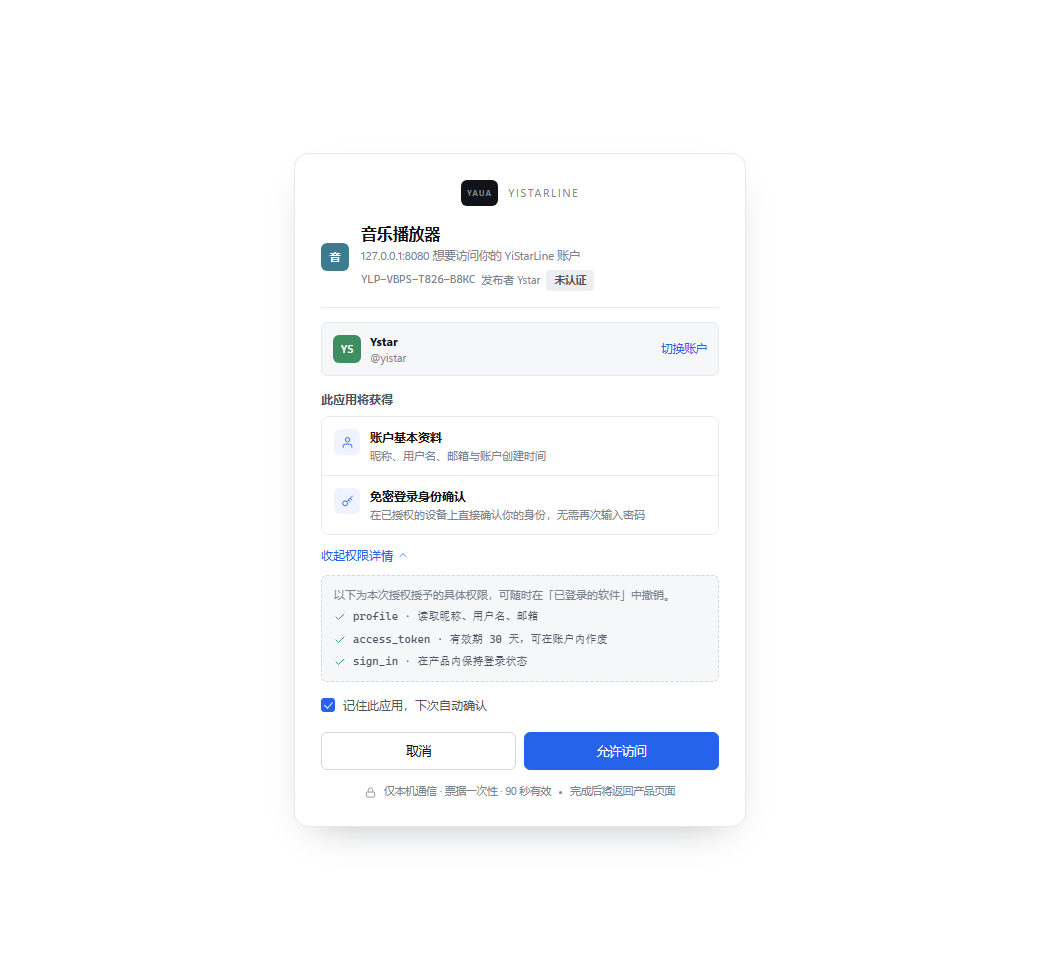 YAUA YISTARLINE
音乐播放器
音
127.0.0.1:8080 想要访问你的 YiStarLine 账户
YLP-VBPS-T826-B8KC 发布者 Ystar 未认证
YS
Ystar
@yistar
切换账户
此应用将获得
账户基本资料
昵称、用户名、邮箱与账户创建时间
免密登录身份确认
在已授权的设备上直接确认你的身份，无需再次输入密码
收起权限详情
以下为本次授权授予的具体权限，可随时在「已登录的软件」中撤销。
profile · 读取昵称、用户名、邮箱
access_token · 有效期 30 天，可在账户内作废
sign_in · 在产品内保持登录状态
记住此应用，下次自动确认
取消 允许访问
仅本机通信 · 票据一次性 · 90 秒有效 • 完成后将返回产品页面